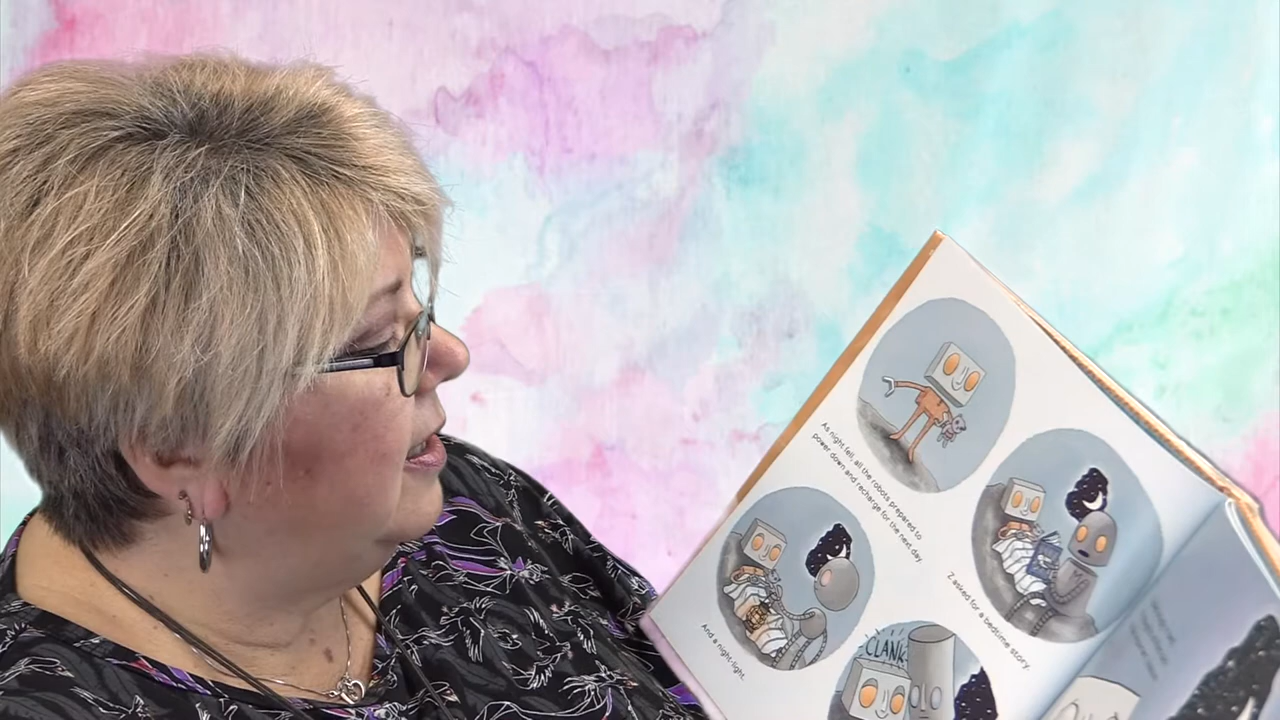 As night fell, all the robots prepared to
power down and recharge for the next day.
Z asked for a bedtime story.
And a night-light.
CLANK